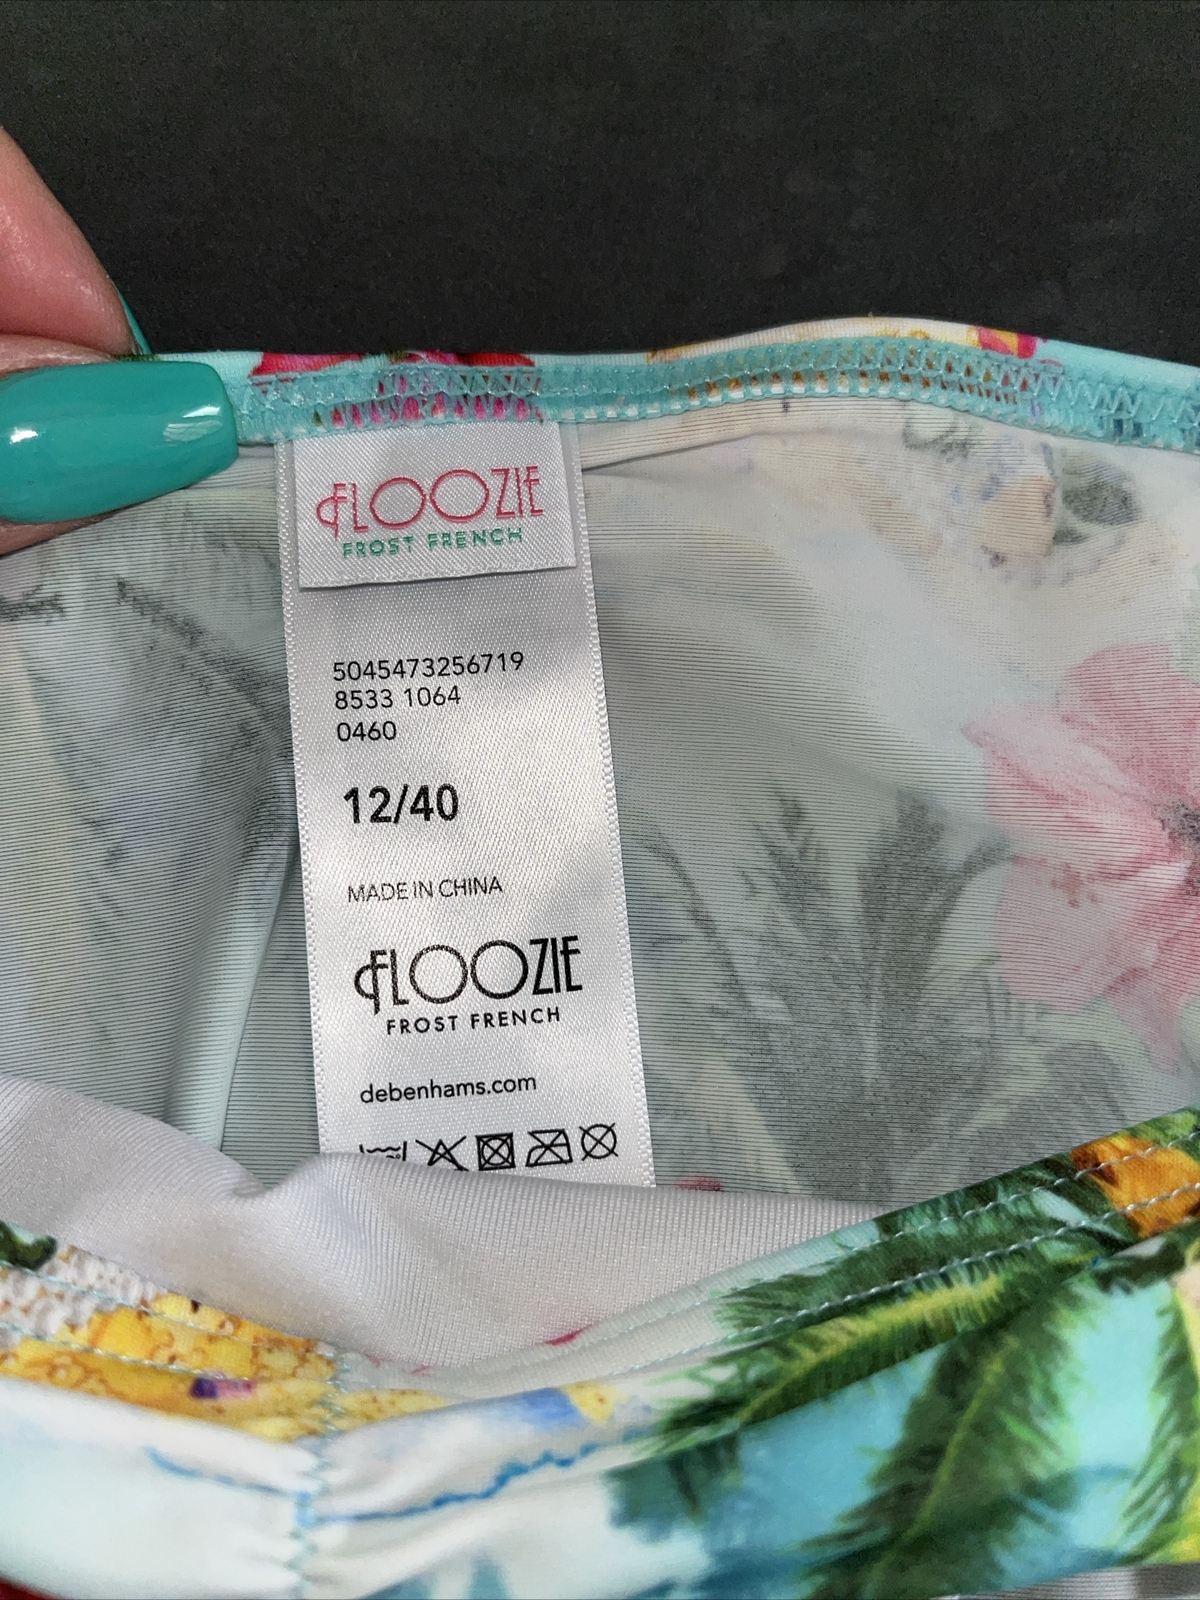 FLOOZIE
FROST FRENCH
5045473256719
8533 1064
0460
12/40
MADE IN CHINA
FLOOZIE
FROST FRENCH
debenhams.com